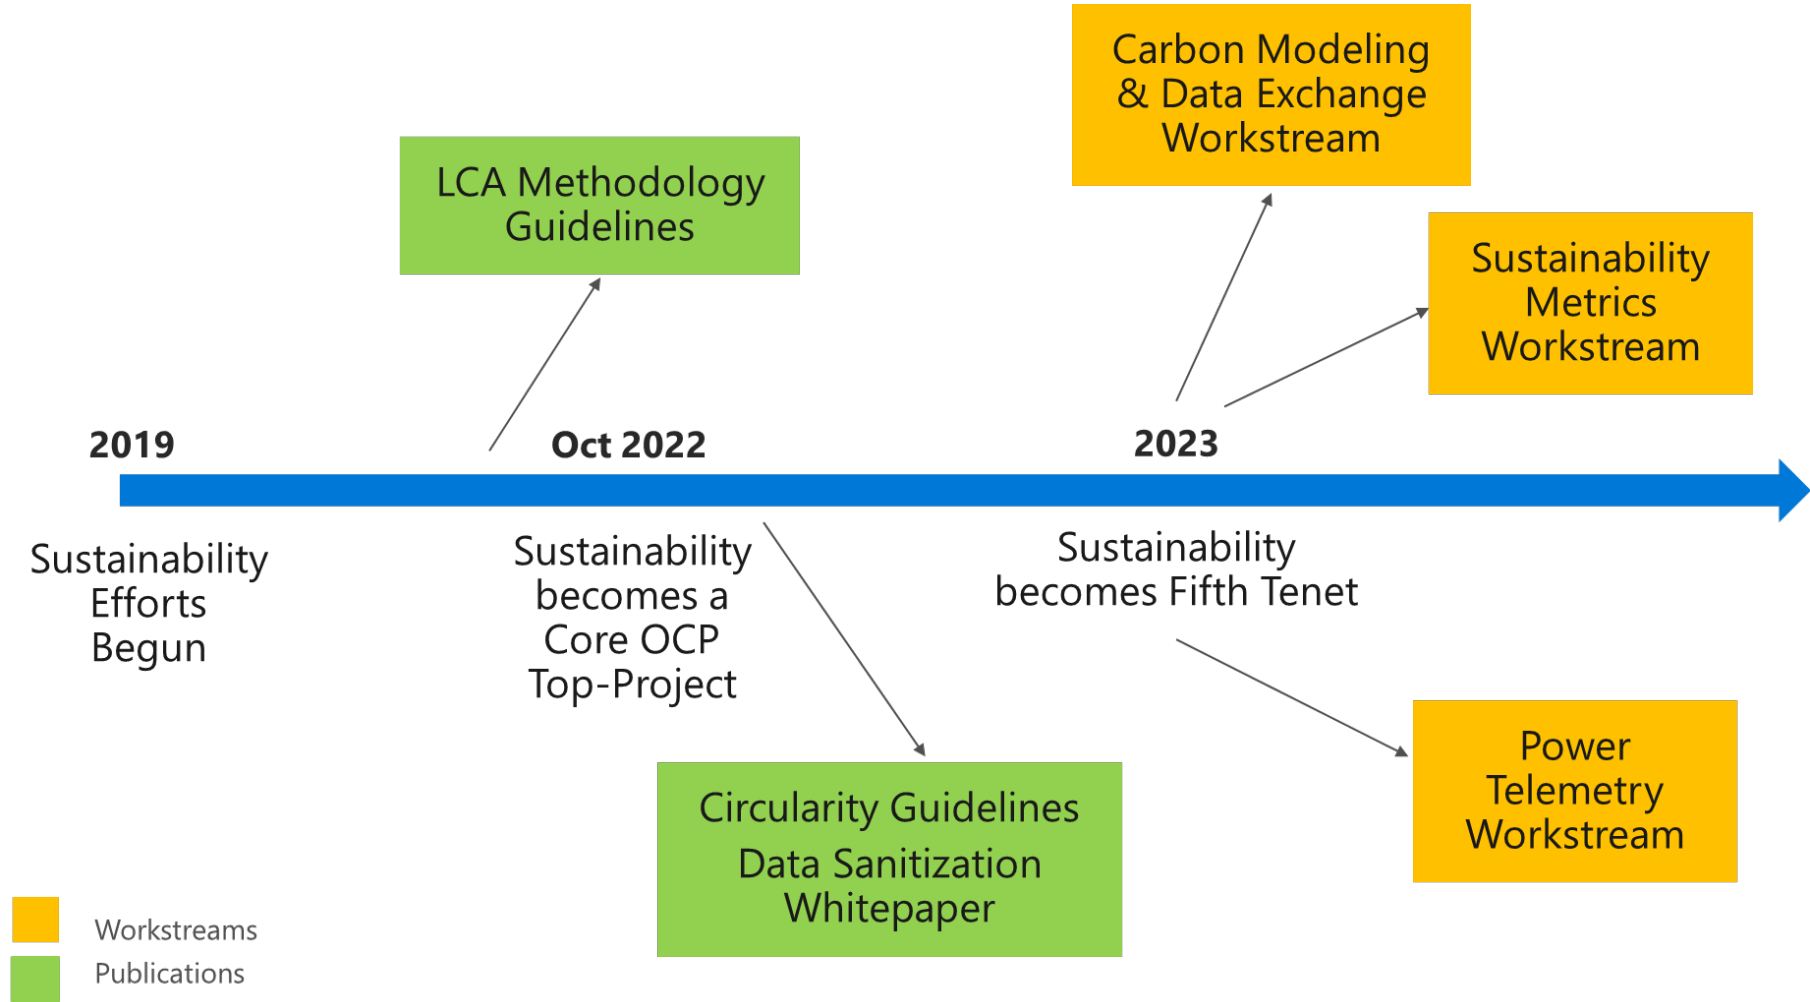 Carbon Modeling
& Data Exchange
Workstream
LCA Methodology
Guidelines
Sustainability
Metrics
Workstream
2019
Oct 2022
2023
Sustainability
Efforts
Begun
Sustainability
becomes a
Core OCP
Top-Project
Sustainability
becomes Fifth Tenet
Power
Telemetry
Workstream
Circularity Guidelines
Data Sanitization
Whitepaper
Workstreams
Publications